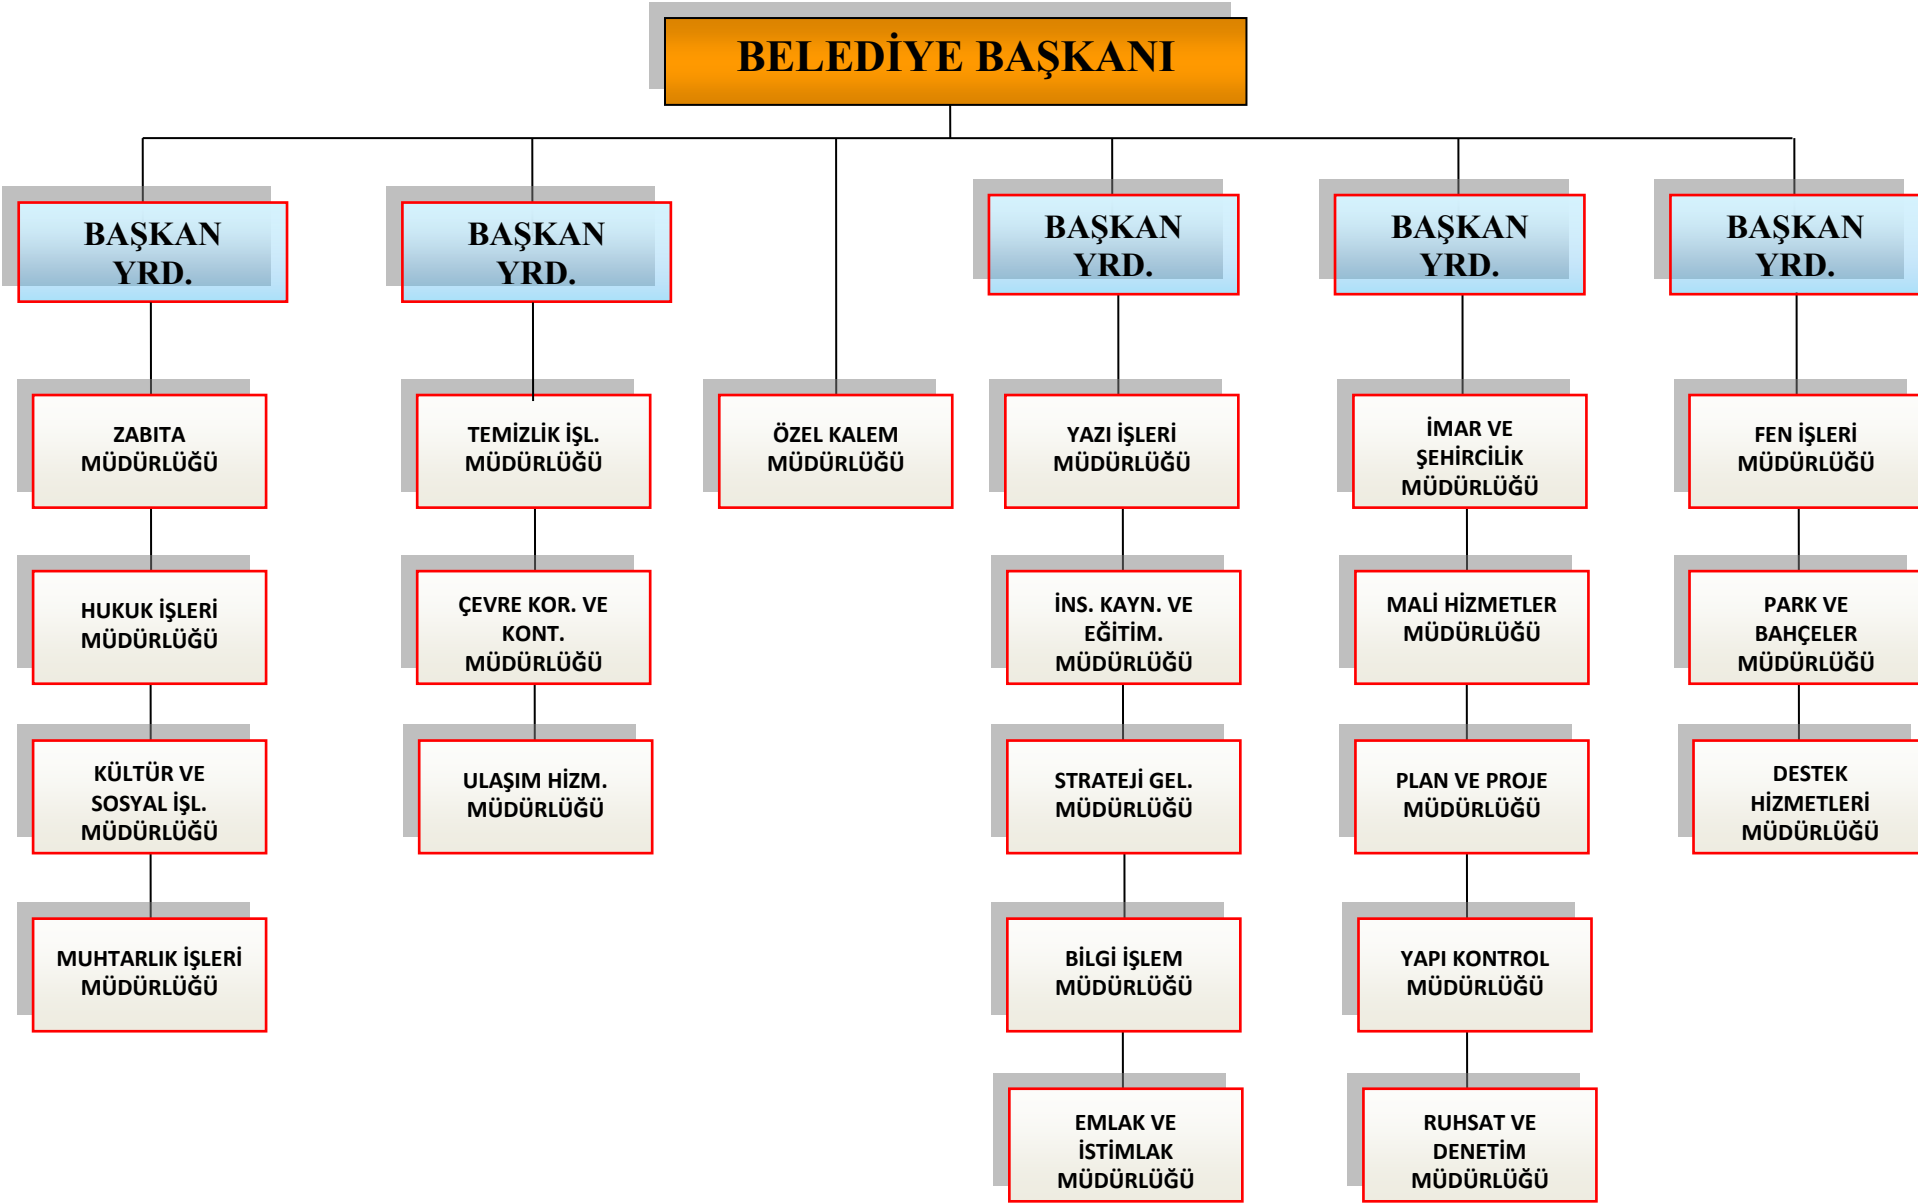 BELEDİYE BAŞKANI
BAŞKAN
YRD.
BAŞKAN
YRD.
BAŞKAN
YRD.
BAŞKAN
YRD.
BAŞKAN
YRD.
ZABITA
MÜDÜRLÜĞÜ
TEMİZLİK İŞL.
MÜDÜRLÜĞÜ
ÖZEL KALEM
MÜDÜRLÜĞÜ
YAZI İŞLERİ
MÜDÜRLÜĞÜ
İMAR VE
ŞEHİRCİLİK
MÜDÜRLÜĞÜ
FEN İŞLERİ
MÜDÜRLÜĞÜ
HUKUK İŞLERİ
MÜDÜRLÜĞÜ
ÇEVRE KOR. VE
KONT.
MÜDÜRLÜĞÜ
İNS. KAYN. VE
EĞİTİM.
MÜDÜRLÜĞÜ
MALİ HİZMETLER
MÜDÜRLÜĞÜ
PARK VE
BAHÇELER
MÜDÜRLÜĞÜ
KÜLTÜR VE
SOSYAL İŞL.
MÜDÜRLÜĞÜ
ULAŞIM HİZM.
MÜDÜRLÜĞÜ
STRATEJİ GEL.
MÜDÜRLÜĞÜ
PLAN VE PROJE
MÜDÜRLÜĞÜ
DESTEK
HİZMETLERİ
MÜDÜRLÜĞÜ
MUHTARLIK İŞLERİ
MÜDÜRLÜĞÜ
BİLGİ İŞLEM
MÜDÜRLÜĞÜ
YAPI KONTROL
MÜDÜRLÜĞÜ
EMLAK VE
İSTİMLAK
MÜDÜRLÜĞÜ
RUHSAT VE
DENETİM
MÜDÜRLÜĞÜ